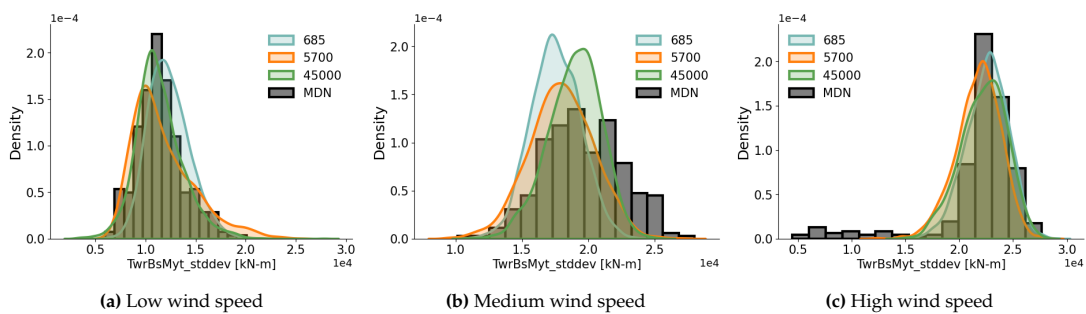 1e−4
685
5700
45000
MDN
2.0
1.5
1.0
0.5
0.0
Density
0.5 1.0 1.5 2.0 2.5 3.0
1e4
TwrBsMyt_stddev [kN-m]
(a) Low wind speed
1e−4
685
5700
45000
MDN
2.0
1.5
1.0
0.5
0.0
Density
1.0 1.5 2.0 2.5
1e4
TwrBsMyt_stddev [kN-m]
(b) Medium wind speed
1e−4
685
5700
45000
MDN
2.0
1.5
1.0
0.5
0.0
Density
0.5 1.0 1.5 2.0 2.5 3.0
1e4
TwrBsMyt_stddev [kN-m]
(c) High wind speed